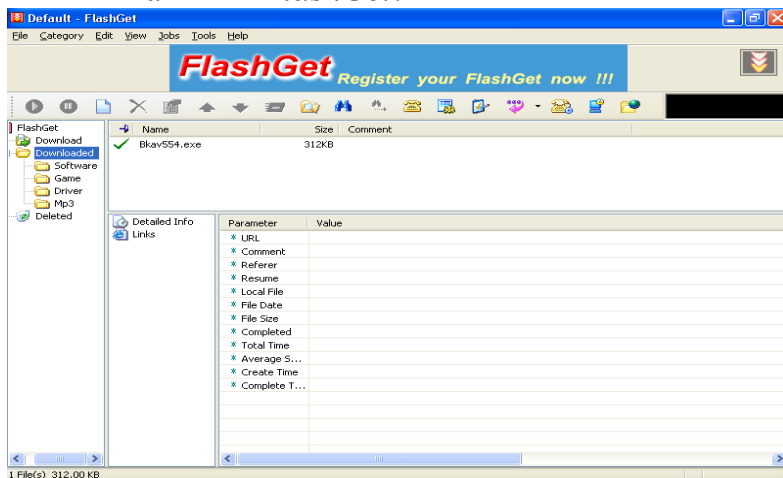 Default - FlashGet
File Category Edit View Jobs Tools Help
FlashGet Register your FlashGet now !!!
FlashGet
Download
Downloaded
Software
Game
Driver
Mp3
Deleted
Name Size Comment
Bkav554.exe 312KB
Detailed Info
Links
Parameter Value
* URL
* Comment
* Referer
* Resume
* Local File
* File Date
* File Size
* Completed
* Total Time
* Average S...
* Create Time
* Complete T...
1 File(s) 312.00 KB